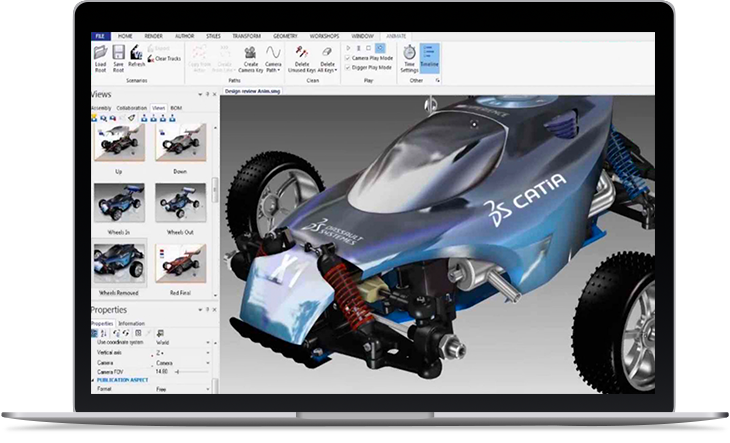 FILE HOME RENDER AUTHOR STYLES TRANSFORM GEOMETRY WORKSHOPS WINDOW ANIMATE
Load Root
Save Root
Refresh
Clear Tracks
Create Camera Key
Camera Path
Delete Unused Keys
Delete All Keys
Camera Play Mode
Digger Play Mode
Time Settings
Timeline
Scenarios Paths Clean Play Other
Views
Assembly Collaboration Views BOM
Design review Anim.smg
Up Down
Wheels In Wheels Out
Wheels Removed Red Final
Properties
Properties Information
Use coordinate system World
Vertical axis Z+
Camera Camera
Camera FOV 14.60
PUBLICATION ASPECT
Format Free
DASSAULT
SYSTEMES
CATIA
X1